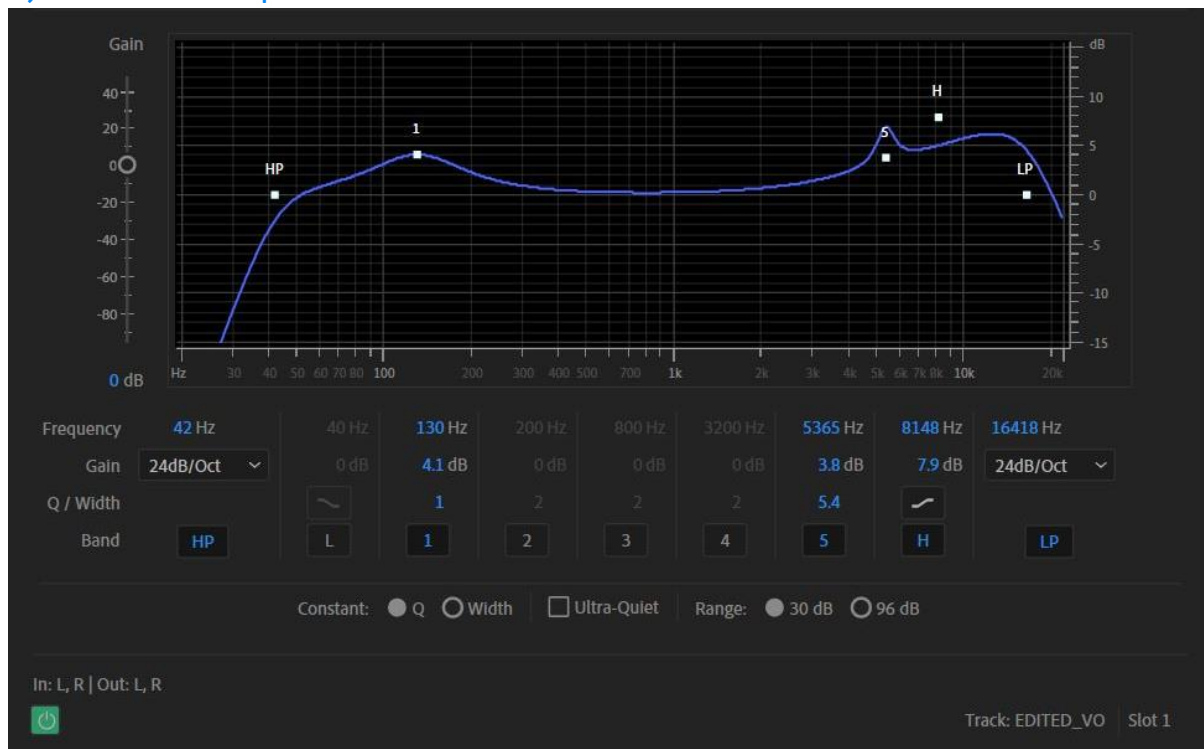 Gain
dB
40
20
0
-20
-40
-60
-80
0 dB
HP
1
5
H
LP
10
5
0
-5
-10
-15
Hz 30 40 50 60 70 80 100 200 300 400 500 700 1k 2k 3k 4k 5k 6k 7k 8k 10k 20k
Frequency 42 Hz 40 Hz 130 Hz 200 Hz 800 Hz 3200 Hz 5365 Hz 8148 Hz 16418 Hz
Gain 24dB/Oct 0 dB 4.1 dB 0 dB 0 dB 0 dB 3.8 dB 7.9 dB 24dB/Oct
Q / Width 1 2 2 2 5.4
Band HP L 1 2 3 4 5 H LP
Constant: Q Width Ultra-Quiet Range: 30 dB 96 dB
In: L, R | Out: L, R
Track: EDITED_VO Slot 1